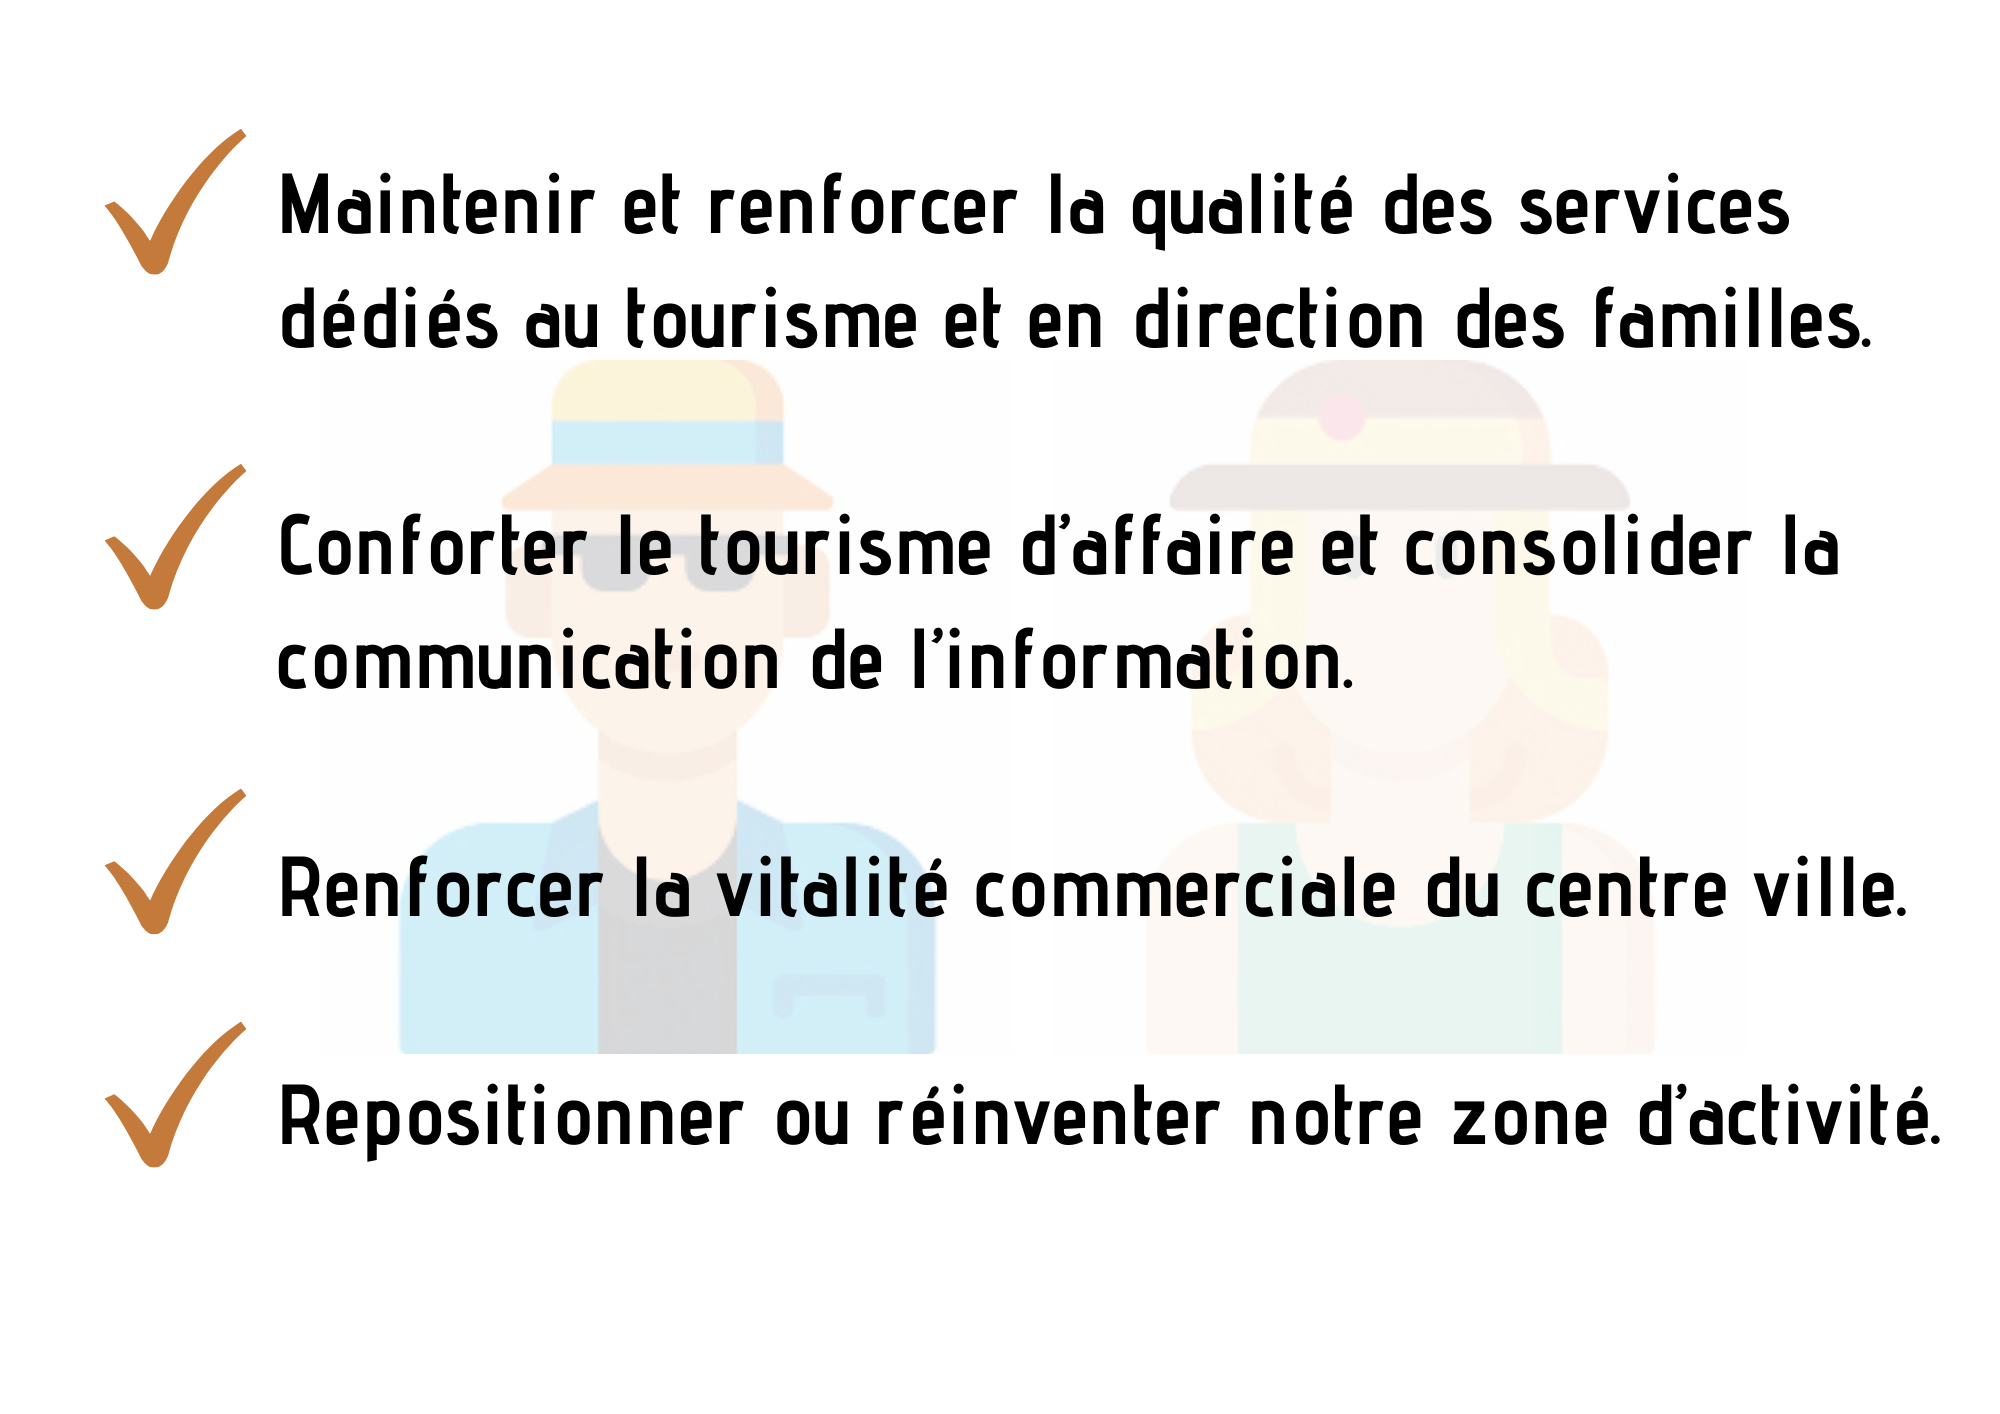 Maintenir et renforcer la qualité des services
dédiés au tourisme et en direction des familles.
Conforter le tourisme d’affaire et consolider la
communication de l’information.
Renforcer la vitalité commerciale du centre ville.
Repositionner ou réinventer notre zone d’activité.